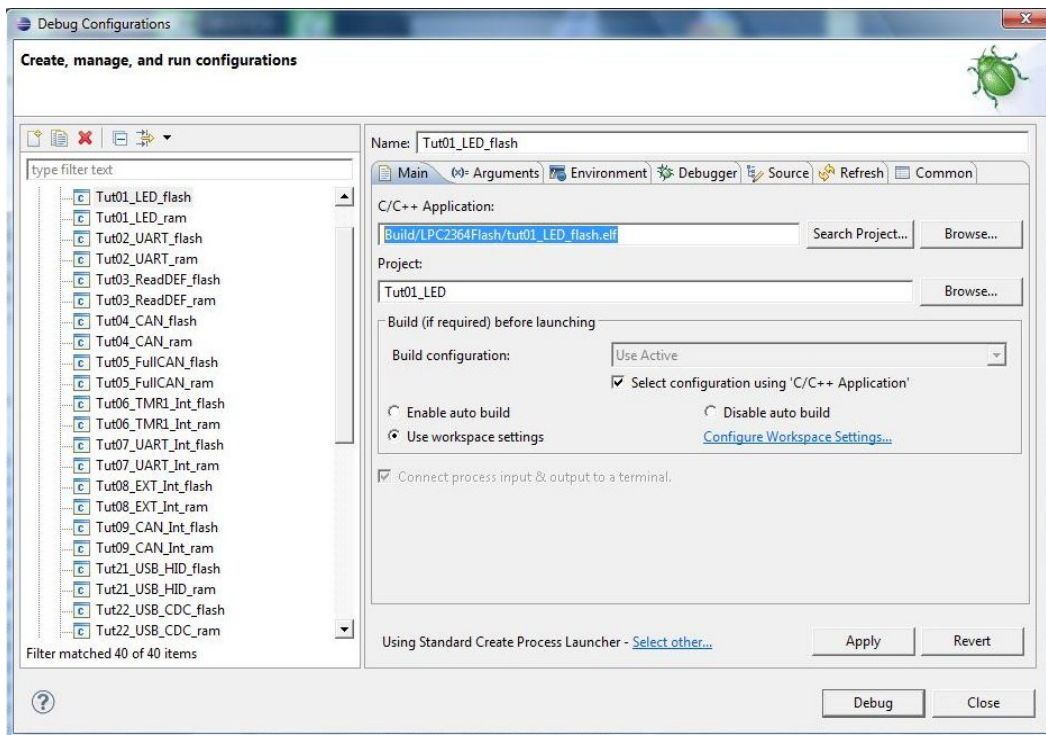 Debug Configurations
Create, manage, and run configurations
type filter text
Tut01_LED_flash
Tut01_LED_ram
Tut02_UART_flash
Tut02_UART_ram
Tut03_ReadDEF_flash
Tut03_ReadDEF_ram
Tut04_CAN_flash
Tut04_CAN_ram
Tut05_FullCAN_flash
Tut05_FullCAN_ram
Tut06_TMR1_Int_flash
Tut06_TMR1_Int_ram
Tut07_UART_Int_flash
Tut07_UART_Int_ram
Tut08_EXT_Int_flash
Tut08_EXT_Int_ram
Tut09_CAN_Int_flash
Tut09_CAN_Int_ram
Tut21_USB_HID_flash
Tut21_USB_HID_ram
Tut22_USB_CDC_flash
Tut22_USB_CDC_ram
Filter matched 40 of 40 items
Name: Tut01_LED_flash
Main (x)= Arguments Environment Debugger Source Refresh Common
C/C++ Application:
Build/LPC2364Flash/tut01_LED_flash.elf Search Project... Browse...
Project:
Tut01_LED Browse...
Build (if required) before launching
Build configuration: Use Active
Select configuration using 'C/C++ Application'
Enable auto build Disable auto build
Use workspace settings Configure Workspace Settings...
Connect process input & output to a terminal.
Using Standard Create Process Launcher - Select other... Apply Revert
? Debug Close